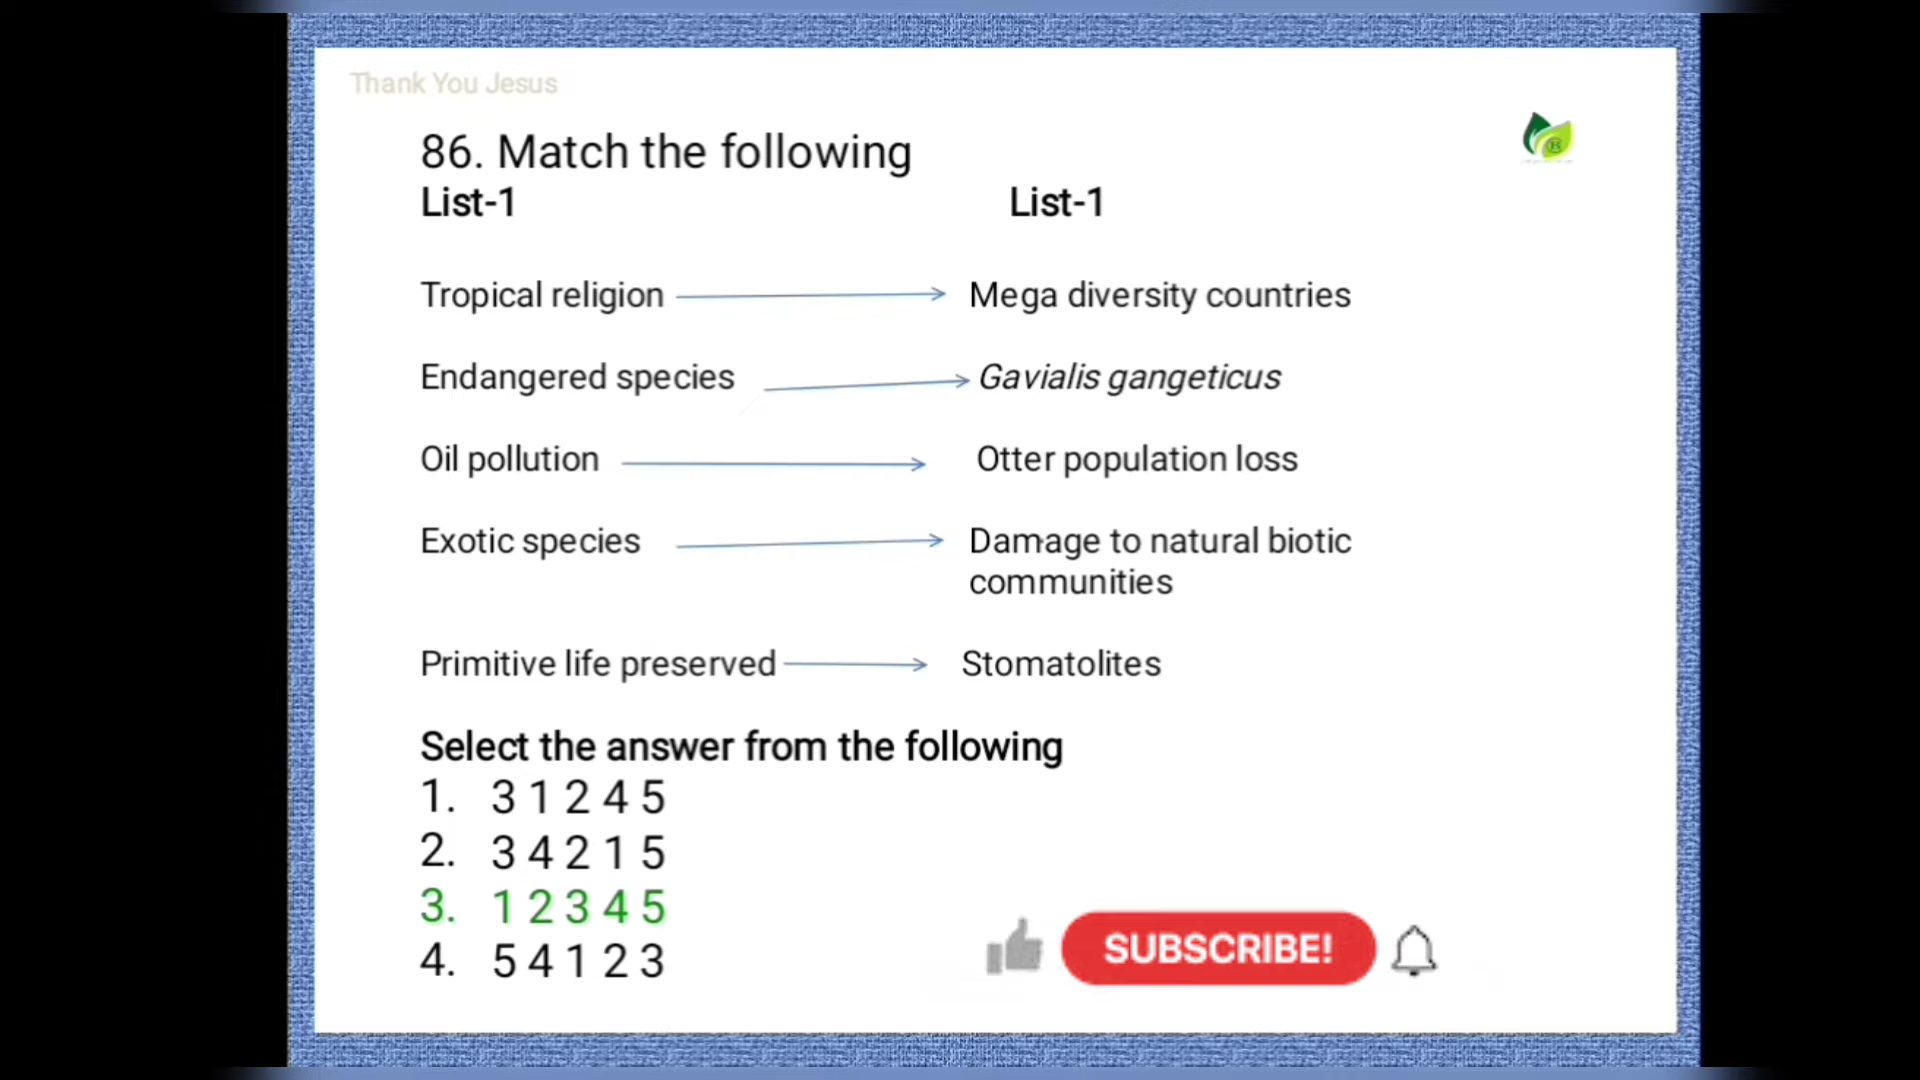 Thank You Jesus
86. Match the following
List-1 List-1
Tropical religion Mega diversity countries
Endangered species Gavialis gangeticus
Oil pollution Otter population loss
Exotic species Damage to natural biotic
communities
Primitive life preserved Stomatolites
Select the answer from the following
1. 3 1 2 4 5
2. 3 4 2 1 5
3. 1 2 3 4 5
4. 5 4 1 2 3
SUBSCRIBE!